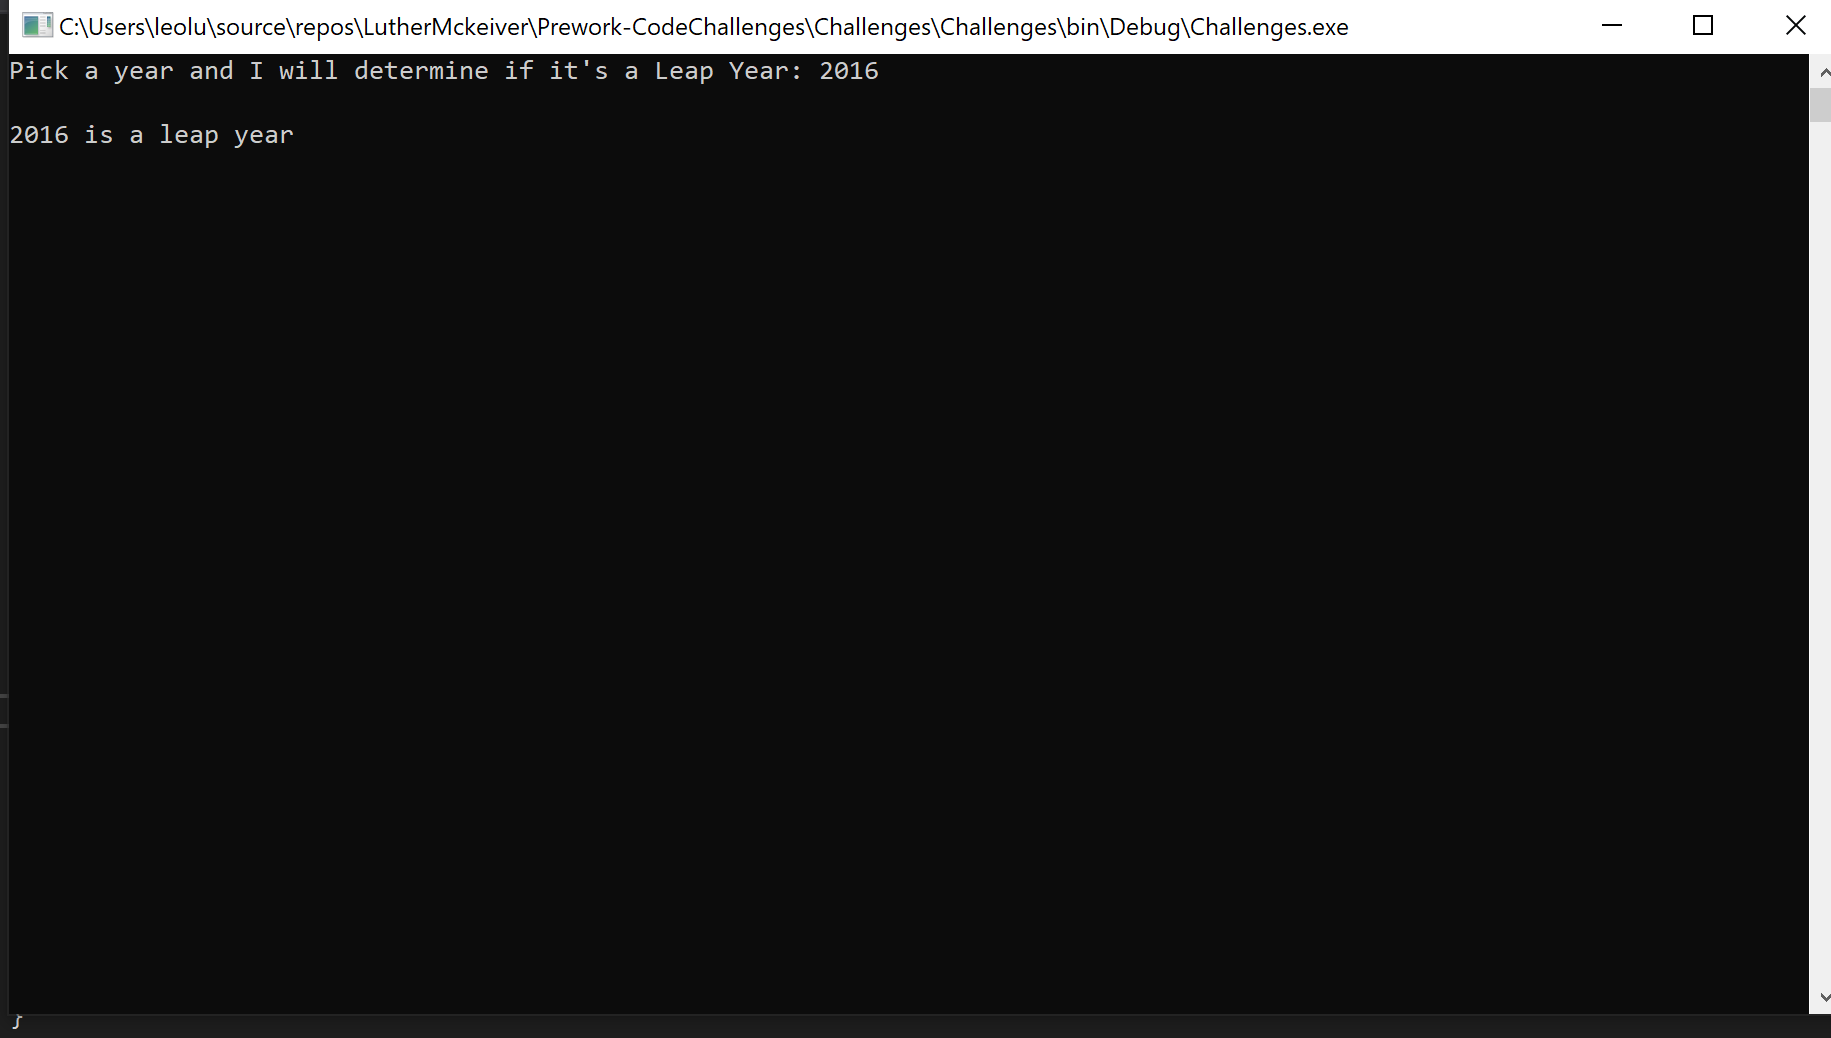 C:\Users\leolu\source\repos\LutherMckeiver\Prework-CodeChallenges\Challenges\Challenges\bin\Debug\Challenges.exe
Pick a year and I will determine if it's a Leap Year: 2016
2016 is a leap year
}